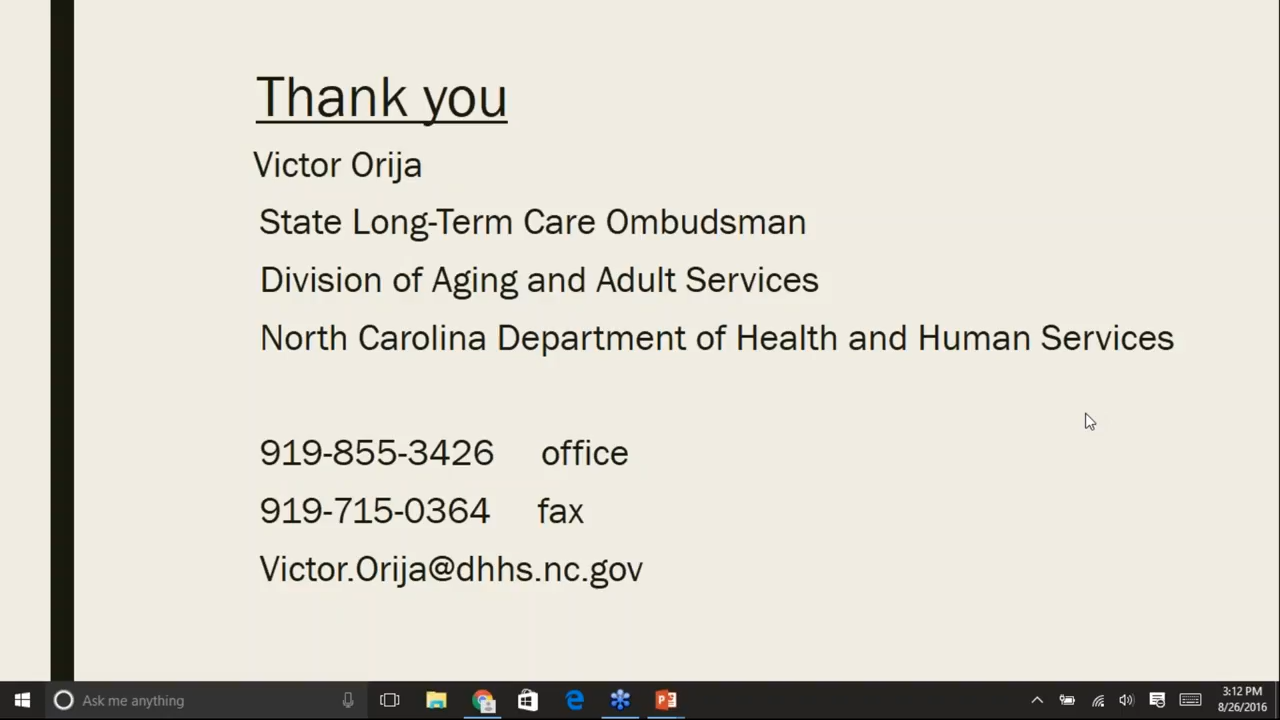 Thank you
Victor Orija
State Long-Term Care Ombudsman
Division of Aging and Adult Services
North Carolina Department of Health and Human Services
919-855-3426 office
919-715-0364 fax
Victor.Orija@dhhs.nc.gov
Ask me anything
3:12 PM
8/26/2016